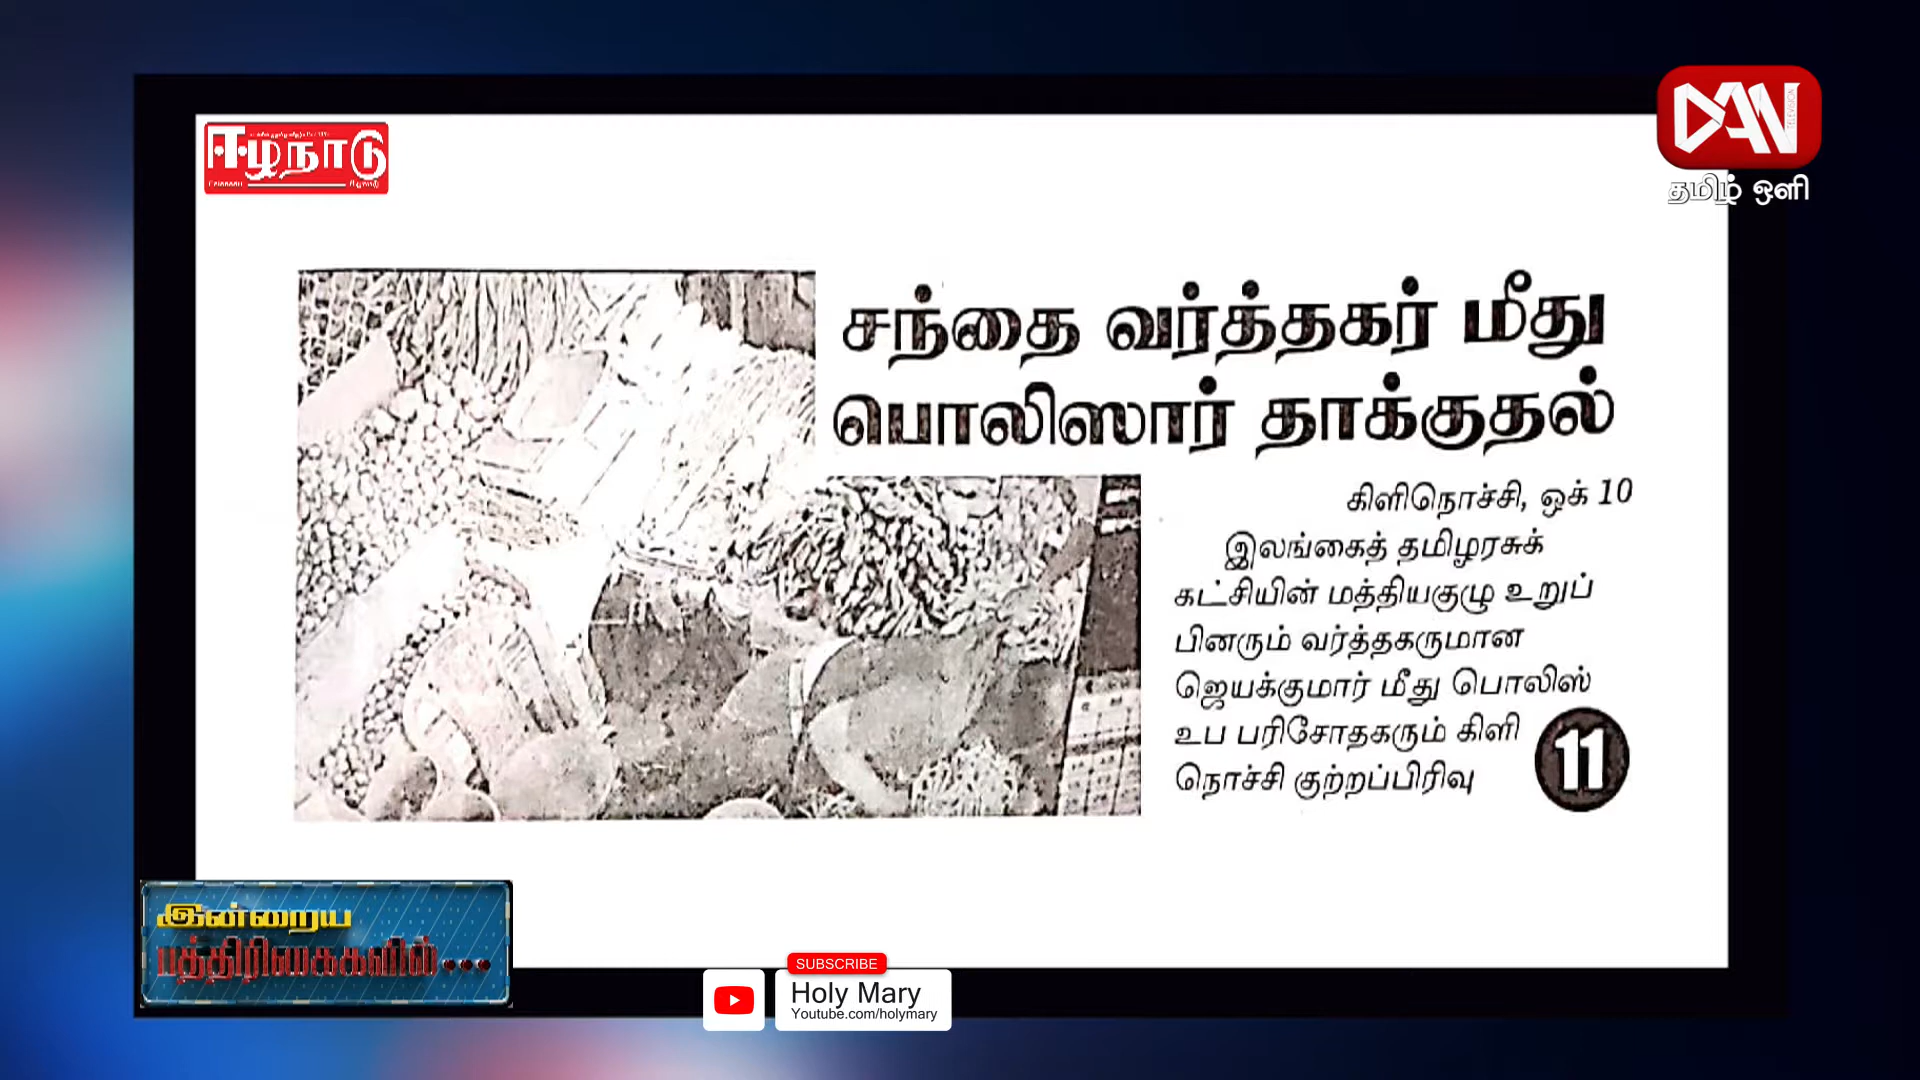 ஈழநாடு
DAN
TELEVISION
தமிழ் ஒளி
சந்தை வர்த்தகர் மீது
பொலிஸார் தாக்குதல்
கிளிநொச்சி, ஒக் 10
இலங்கைத் தமிழரசுக்
கட்சியின் மத்தியகுழு உறுப்
பினரும் வர்த்தகருமான
ஜெயக்குமார் மீது பொலிஸ்
உப பரிசோதகரும் கிளி
நொச்சி குற்றப்பிரிவு
11
இன்றைய
பத்திரிகைகளில்...
SUBSCRIBE
Holy Mary
Youtube.com/holymary